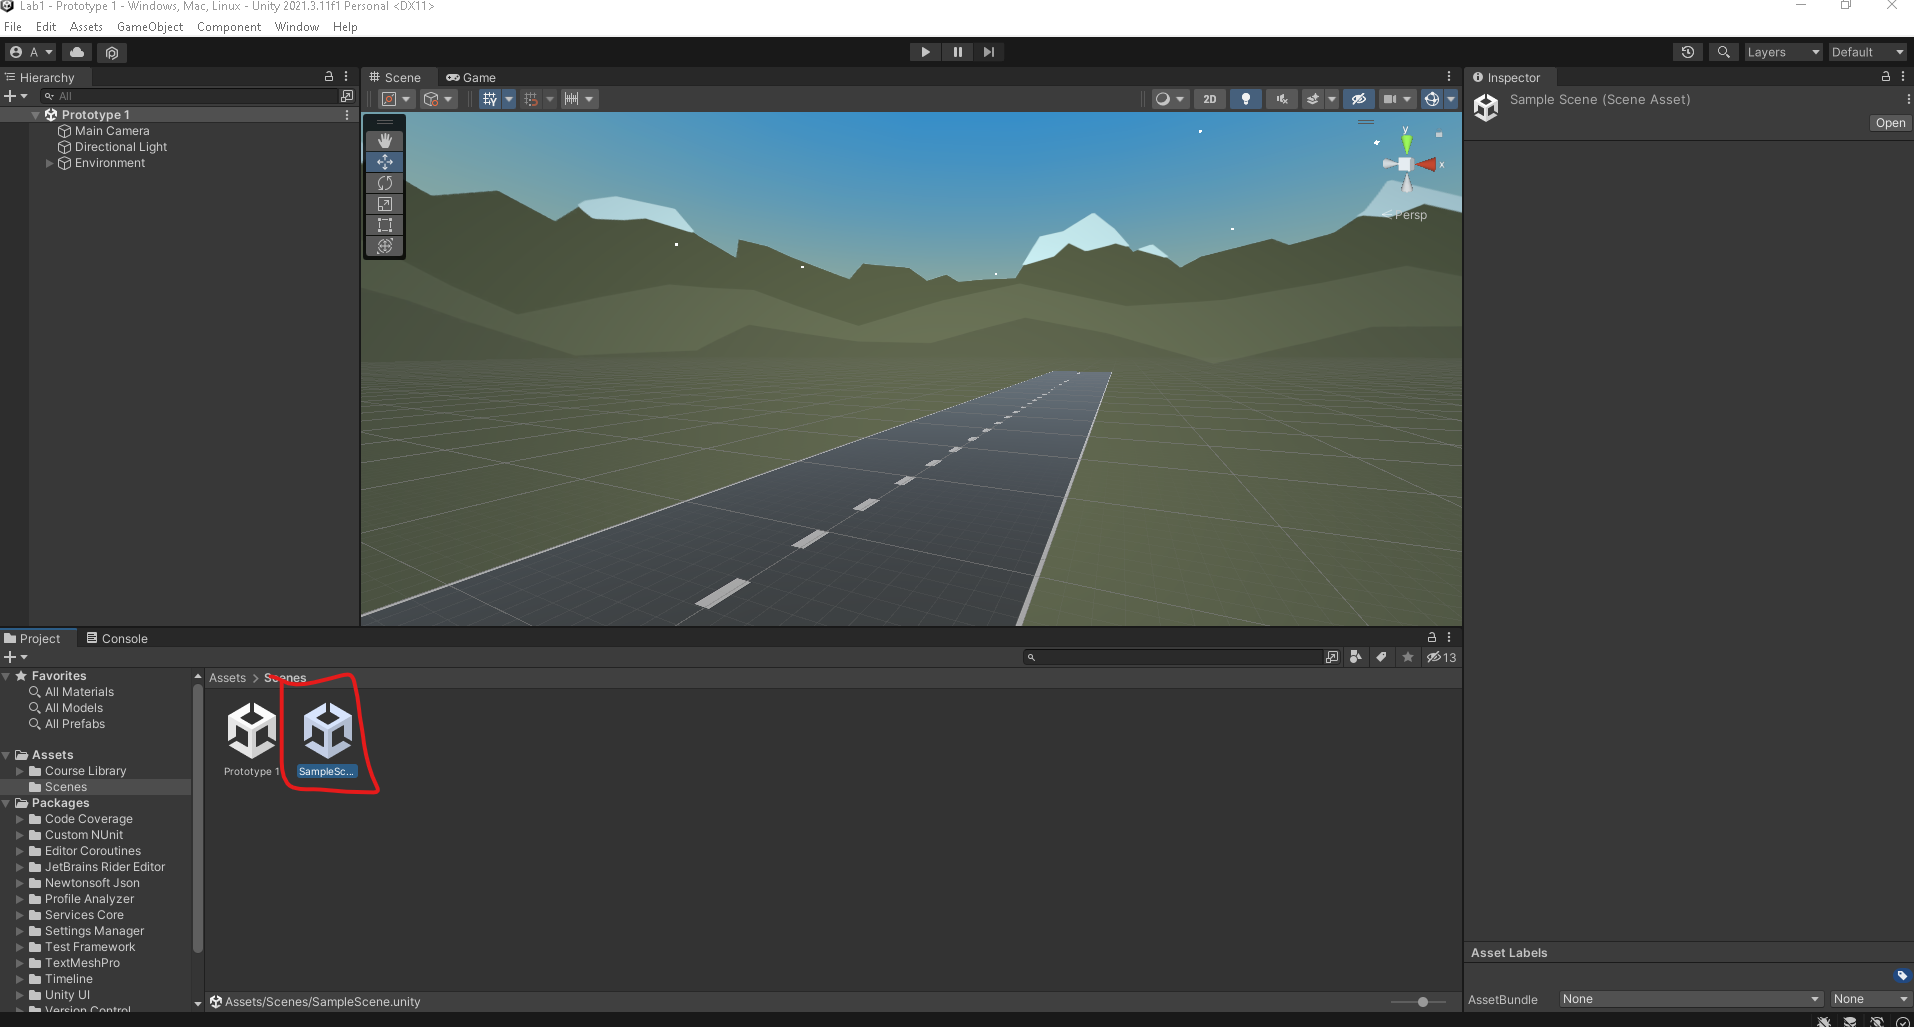 Lab1 - Prototype 1 - Windows, Mac, Linux - Unity 2021.3.11f1 Personal <DX11>
File Edit Assets GameObject Component Window Help
A
Layers
Default
Hierarchy
All
Prototype 1
Main Camera
Directional Light
Environment
Scene
Game
2D
y
x
Persp
Inspector
Sample Scene (Scene Asset)
Open
Project
Console
13
Favorites
All Materials
All Models
All Prefabs
Assets
Course Library
Scenes
Packages
Code Coverage
Custom NUnit
Editor Coroutines
JetBrains Rider Editor
Newtonsoft Json
Profile Analyzer
Services Core
Settings Manager
Test Framework
TextMeshPro
Timeline
Unity UI
Version Control
Assets > Scenes
Prototype 1
SampleSc...
Assets/Scenes/SampleScene.unity
Asset Labels
AssetBundle
None
None